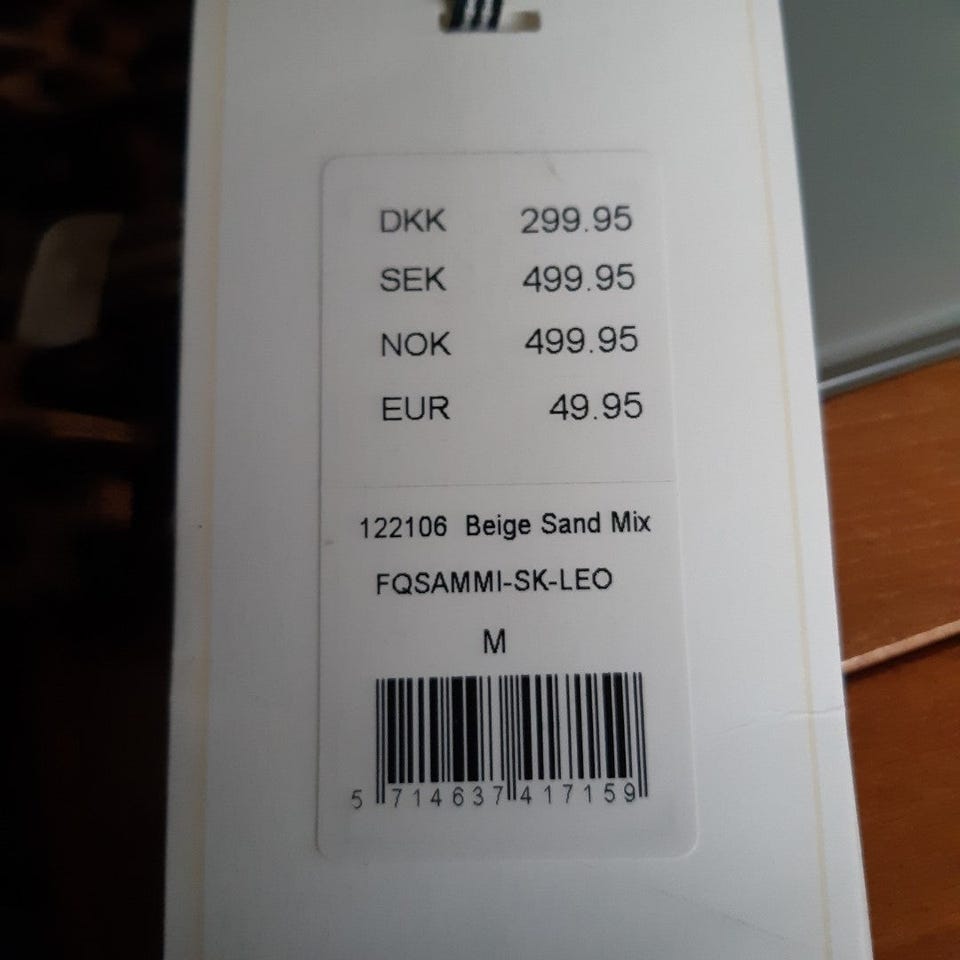 DKK 299.95
SEK 499.95
NOK 499.95
EUR 49.95
122106 Beige Sand Mix
FQSAMMI-SK-LEO
M
5 714637 417159